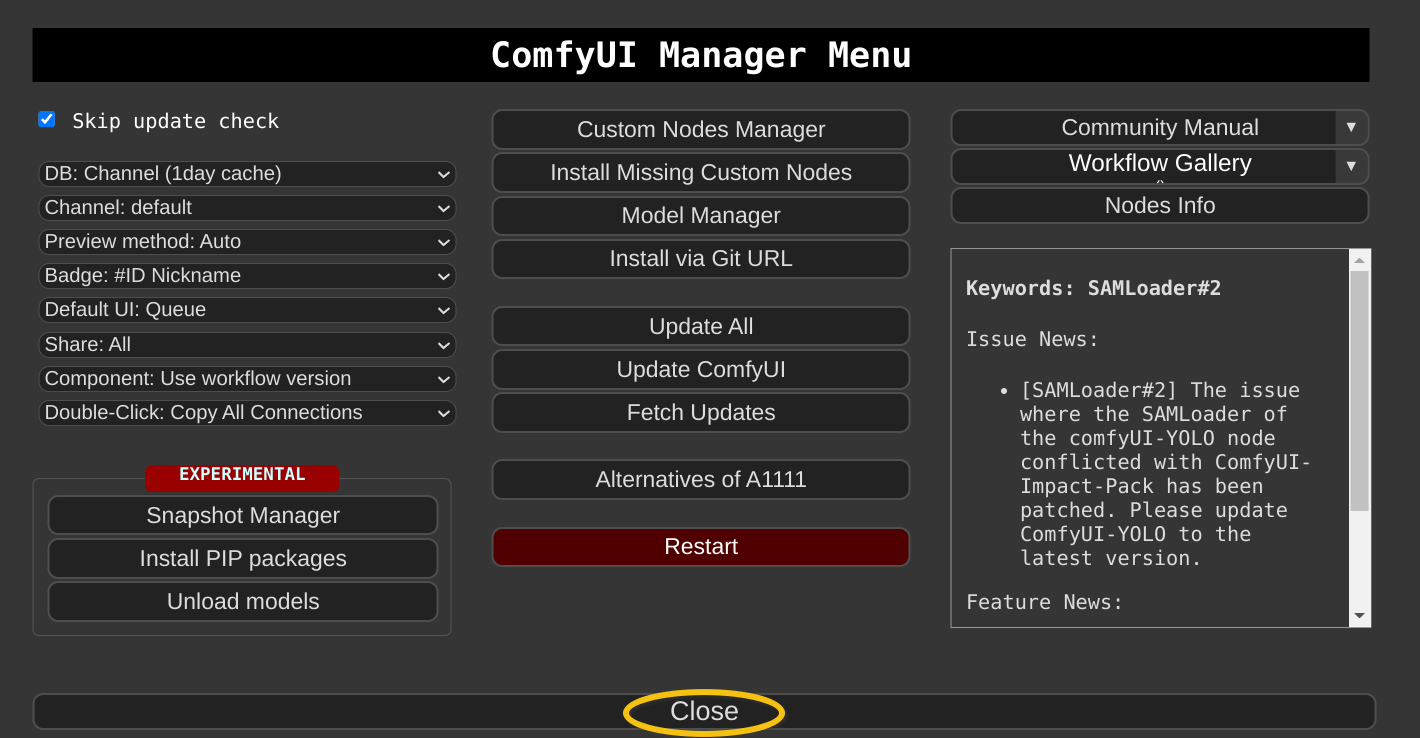 ComfyUI Manager Menu
Skip update check
DB: Channel (1day cache)
Channel: default
Preview method: Auto
Badge: #ID Nickname
Default UI: Queue
Share: All
Component: Use workflow version
Double-Click: Copy All Connections
EXPERIMENTAL
Snapshot Manager
Install PIP packages
Unload models
Custom Nodes Manager
Install Missing Custom Nodes
Model Manager
Install via Git URL
Update All
Update ComfyUI
Fetch Updates
Alternatives of A1111
Restart
Community Manual
Workflow Gallery
Nodes Info
Keywords: SAMLoader#2
Issue News:
• [SAMLoader#2] The issue
where the SAMLoader of
the comfyUI-YOLO node
conflicted with ComfyUI-
Impact-Pack has been
patched. Please update
ComfyUI-YOLO to the
latest version.
Feature News:
Close